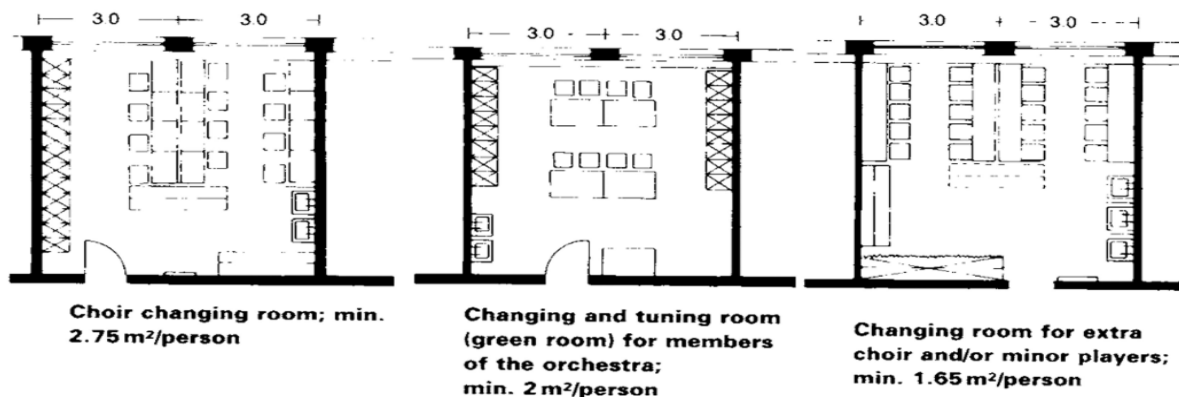 3.0 3.0
3.0 3.0
3.0 3.0
Choir changing room; min.
2.75 m²/person
Changing and tuning room
(green room) for members
of the orchestra;
min. 2 m²/person
Changing room for extra
choir and/or minor players;
min. 1.65 m²/person